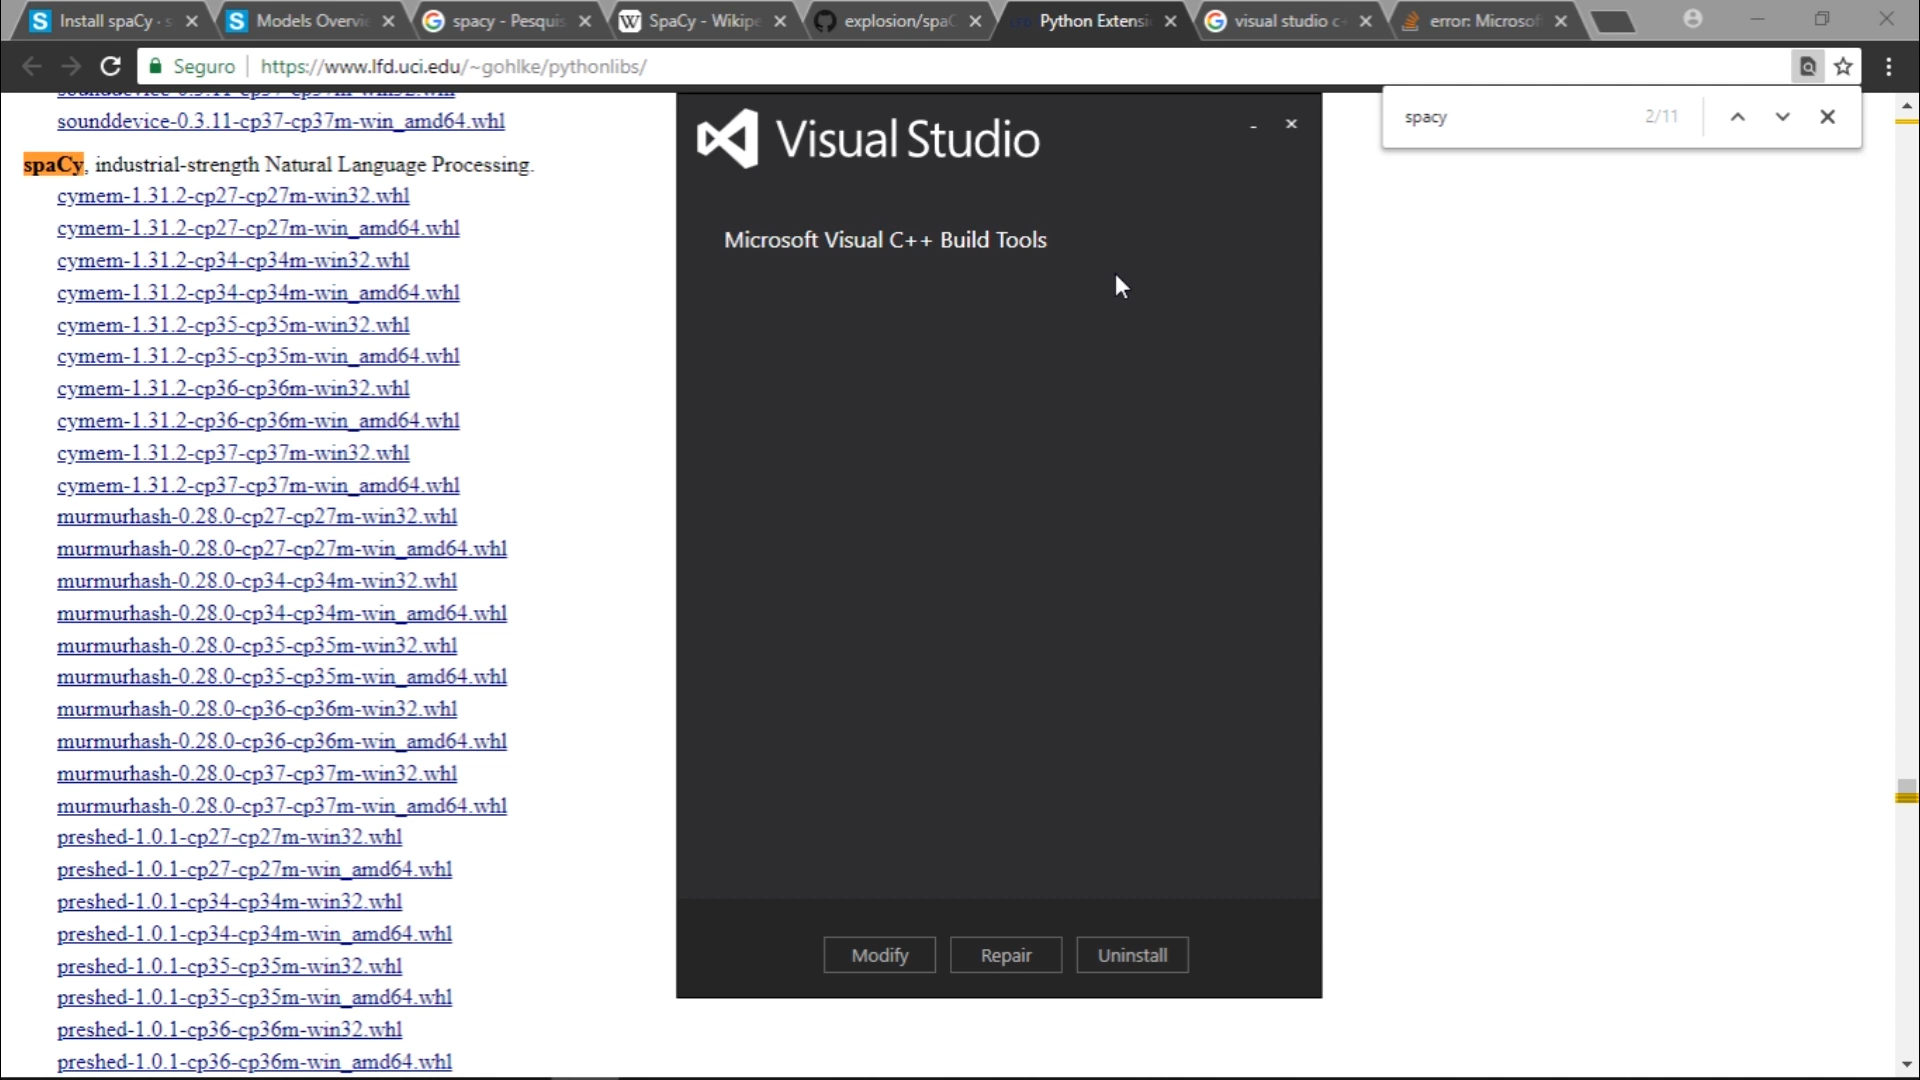 Install spaCy · s
Models Overvie
spacy - Pesquis
SpaCy - Wikipe
explosion/spaC
Python Extensi
visual studio c
error: Microsof
Seguro
https://www.lfd.uci.edu/~gohlke/pythonlibs/
spacy
2/11
sounddevice-0.3.11-cp37-cp37m-win32.whl
sounddevice-0.3.11-cp37-cp37m-win_amd64.whl
spaCy, industrial-strength Natural Language Processing.
cymem-1.31.2-cp27-cp27m-win32.whl
cymem-1.31.2-cp27-cp27m-win_amd64.whl
cymem-1.31.2-cp34-cp34m-win32.whl
cymem-1.31.2-cp34-cp34m-win_amd64.whl
cymem-1.31.2-cp35-cp35m-win32.whl
cymem-1.31.2-cp35-cp35m-win_amd64.whl
cymem-1.31.2-cp36-cp36m-win32.whl
cymem-1.31.2-cp36-cp36m-win_amd64.whl
cymem-1.31.2-cp37-cp37m-win32.whl
cymem-1.31.2-cp37-cp37m-win_amd64.whl
murmurhash-0.28.0-cp27-cp27m-win32.whl
murmurhash-0.28.0-cp27-cp27m-win_amd64.whl
murmurhash-0.28.0-cp34-cp34m-win32.whl
murmurhash-0.28.0-cp34-cp34m-win_amd64.whl
murmurhash-0.28.0-cp35-cp35m-win32.whl
murmurhash-0.28.0-cp35-cp35m-win_amd64.whl
murmurhash-0.28.0-cp36-cp36m-win32.whl
murmurhash-0.28.0-cp36-cp36m-win_amd64.whl
murmurhash-0.28.0-cp37-cp37m-win32.whl
murmurhash-0.28.0-cp37-cp37m-win_amd64.whl
preshed-1.0.1-cp27-cp27m-win32.whl
preshed-1.0.1-cp27-cp27m-win_amd64.whl
preshed-1.0.1-cp34-cp34m-win32.whl
preshed-1.0.1-cp34-cp34m-win_amd64.whl
preshed-1.0.1-cp35-cp35m-win32.whl
preshed-1.0.1-cp35-cp35m-win_amd64.whl
preshed-1.0.1-cp36-cp36m-win32.whl
preshed-1.0.1-cp36-cp36m-win_amd64.whl
Visual Studio
Microsoft Visual C++ Build Tools
Modify
Repair
Uninstall